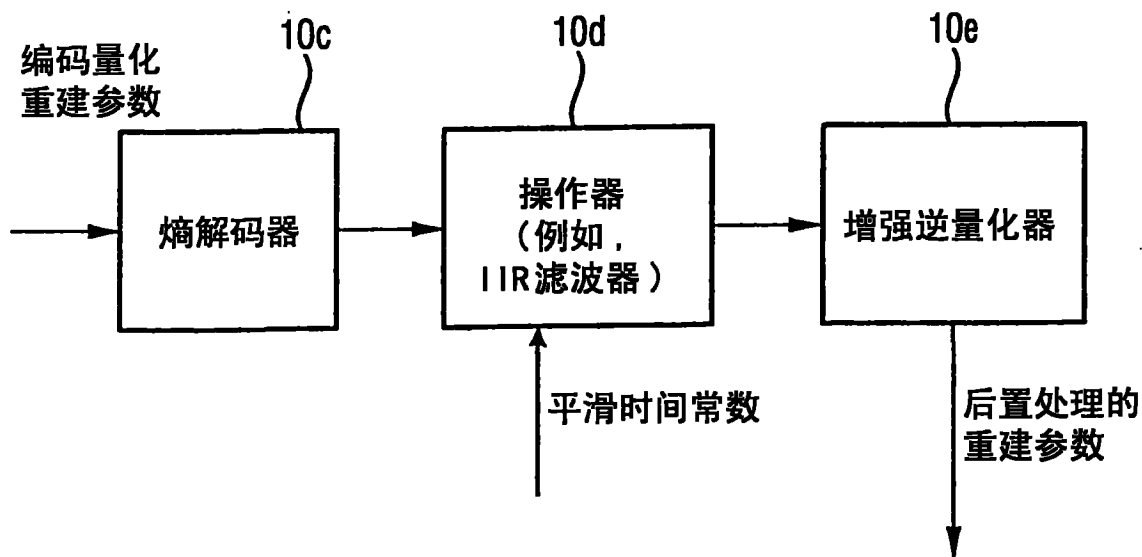 10c
10d
10e
编码量化
重建参数
熵解码器
操作器
(例如,
IIR滤波器)
增强逆量化器
平滑时间常数
后置处理的
重建参数